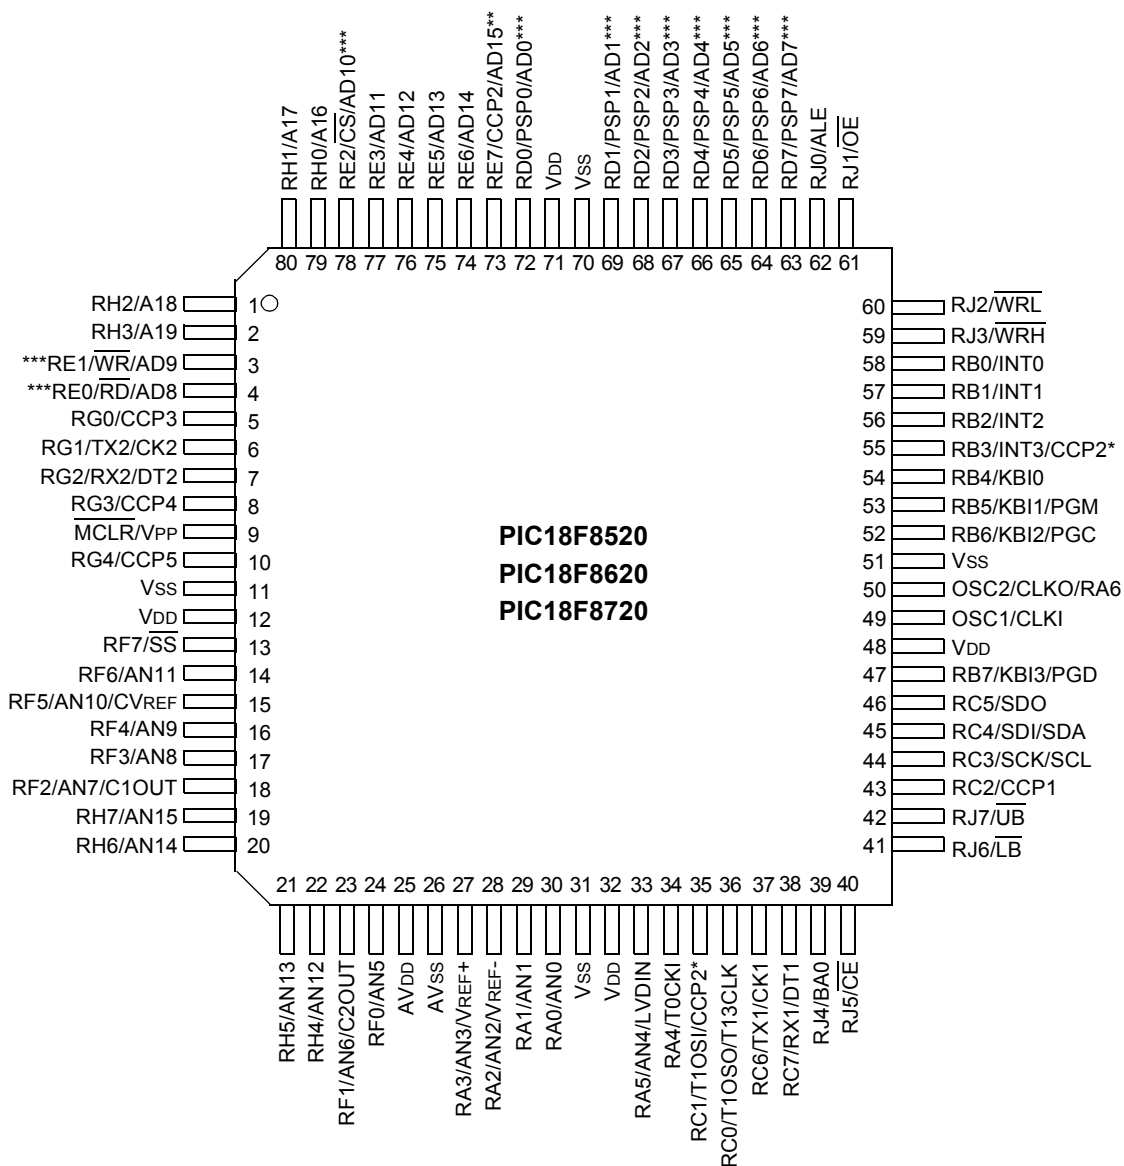 RH1/A17
RH0/A16
RE2/CS/AD10***
RE3/AD11
RE4/AD12
RE5/AD13
RE6/AD14
RE7/CCP2/AD15**
RD0/PSP0/AD0***
VDD
VSS
RD1/PSP1/AD1***
RD2/PSP2/AD2***
RD3/PSP3/AD3***
RD4/PSP4/AD4***
RD5/PSP5/AD5***
RD6/PSP6/AD6***
RD7/PSP7/AD7***
RJ0/ALE
RJ1/OE
80 79 78 77 76 75 74 73 72 71 70 69 68 67 66 65 64 63 62 61
RH2/A18 1
RH3/A19 2
***RE1/WR/AD9 3
***RE0/RD/AD8 4
RG0/CCP3 5
RG1/TX2/CK2 6
RG2/RX2/DT2 7
RG3/CCP4 8
MCLR/VPP 9
RG4/CCP5 10
VSS 11
VDD 12
RF7/SS 13
RF6/AN11 14
RF5/AN10/CVREF 15
RF4/AN9 16
RF3/AN8 17
RF2/AN7/C1OUT 18
RH7/AN15 19
RH6/AN14 20
PIC18F8520
PIC18F8620
PIC18F8720
60 RJ2/WRL
59 RJ3/WRH
58 RB0/INT0
57 RB1/INT1
56 RB2/INT2
55 RB3/INT3/CCP2*
54 RB4/KBI0
53 RB5/KBI1/PGM
52 RB6/KBI2/PGC
51 VSS
50 OSC2/CLKO/RA6
49 OSC1/CLKI
48 VDD
47 RB7/KBI3/PGD
46 RC5/SDO
45 RC4/SDI/SDA
44 RC3/SCK/SCL
43 RC2/CCP1
42 RJ7/UB
41 RJ6/LB
21 22 23 24 25 26 27 28 29 30 31 32 33 34 35 36 37 38 39 40
RH5/AN13
RH4/AN12
RF1/AN6/C2OUT
RF0/AN5
AVDD
AVSS
RA3/AN3/VREF+
RA2/AN2/VREF-
RA1/AN1
RA0/AN0
VSS
VDD
RA5/AN4/LVDIN
RA4/T0CKI
RC1/T1OSI/CCP2*
RC0/T1OSO/T13CLK
RC6/TX1/CK1
RC7/RX1/DT1
RJ4/BA0
RJ5/CE